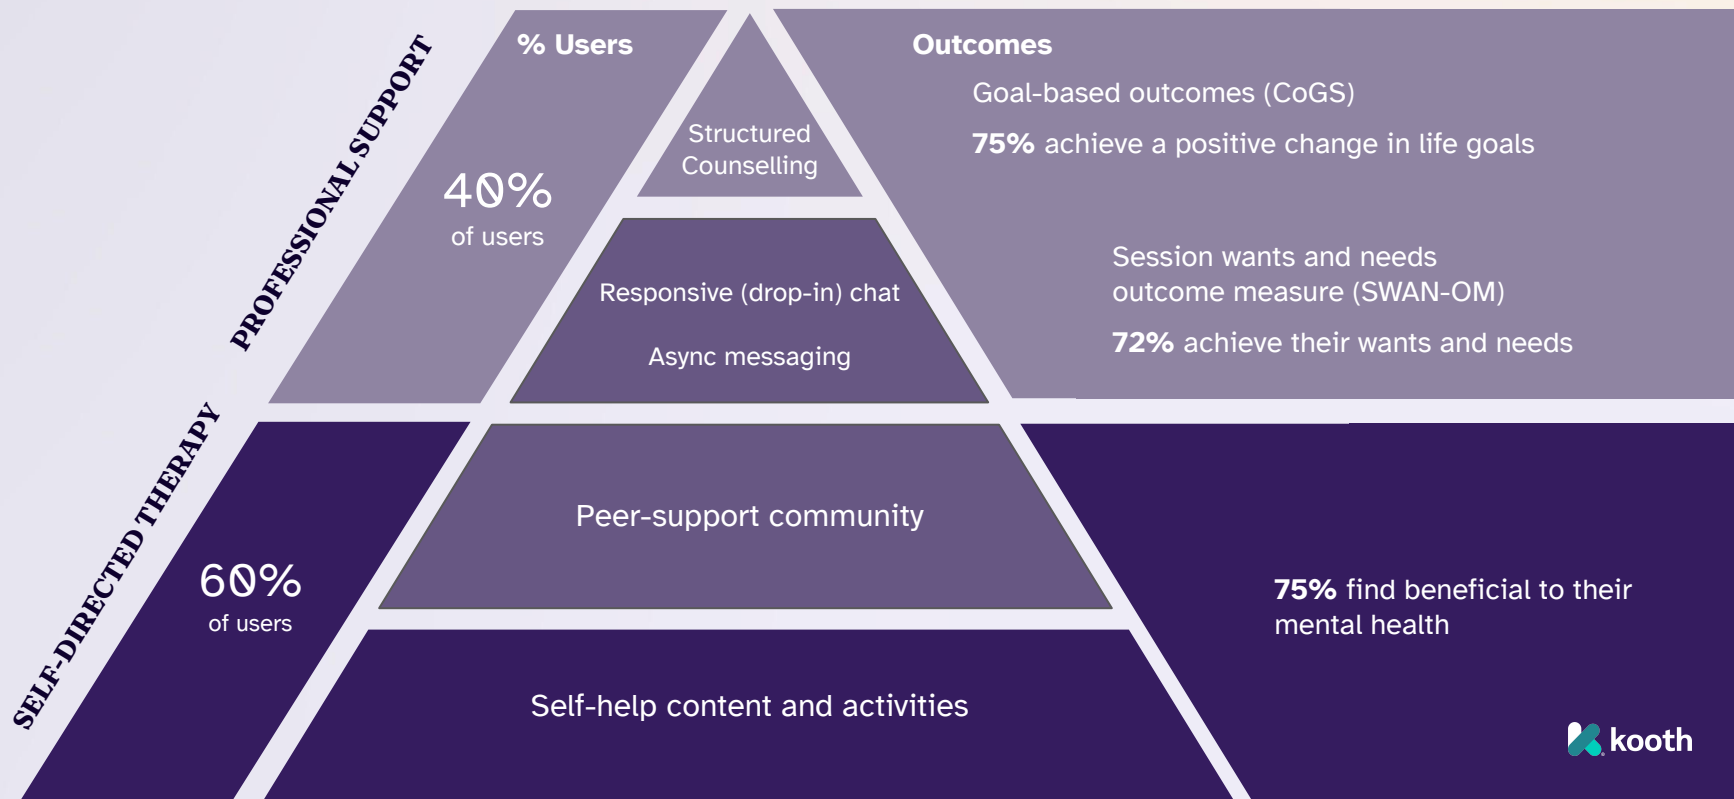 PROFESSIONAL SUPPORT
% Users
40%
of users
Structured
Counselling
Responsive (drop-in) chat
Async messaging
Outcomes
Goal-based outcomes (CoGS)
75% achieve a positive change in life goals
Session wants and needs
outcome measure (SWAN-OM)
72% achieve their wants and needs
SELF-DIRECTED THERAPY
60%
of users
Peer-support community
Self-help content and activities
75% find beneficial to their
mental health
kooth